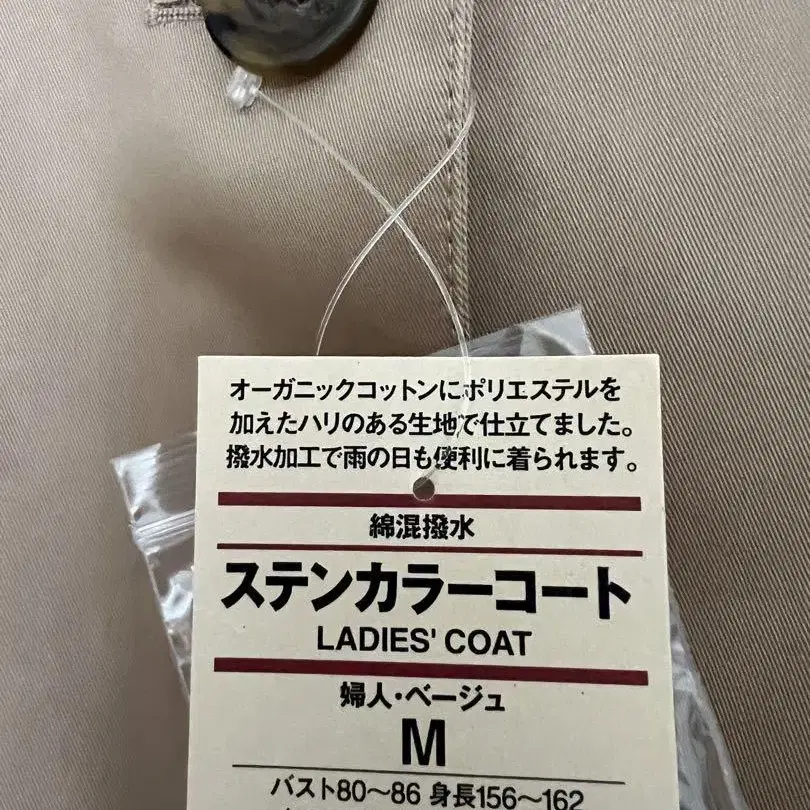 オーガニックコットンにポリエステルを
加えたハリのある生地で仕立てました。
撥水加工で雨の日も便利に着られます。
綿混撥水
ステンカラーコート
LADIES' COAT
婦人・ベージュ
M
バスト80〜86 身長156〜162